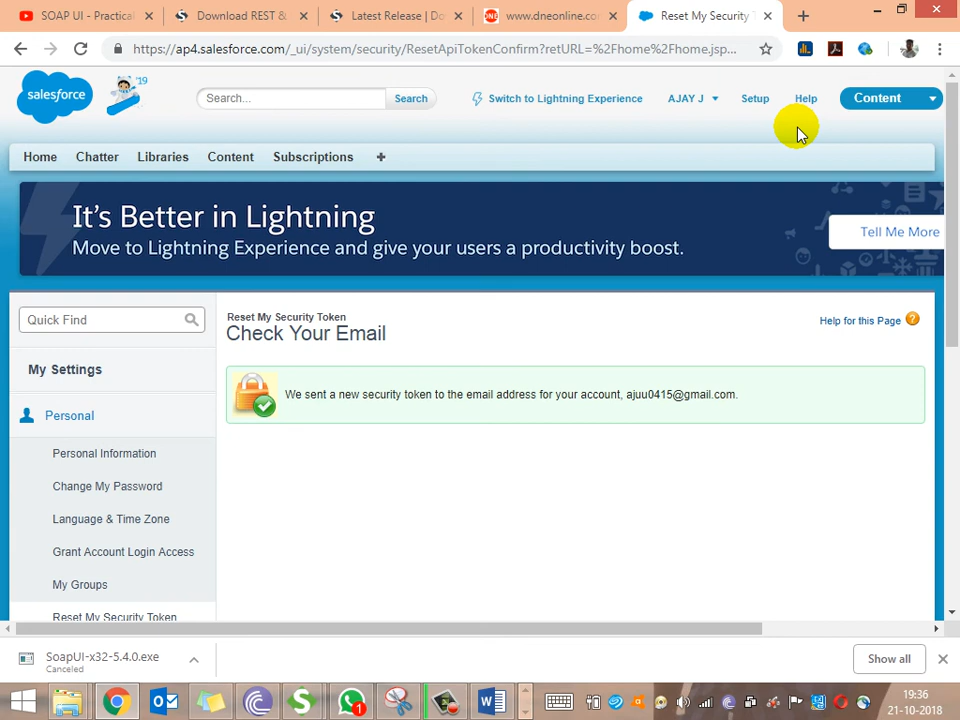 SOAP UI - Practical
Download REST &
Latest Release | Do
www.dneonline.co
Reset My Security
https://ap4.salesforce.com/_ui/system/security/ResetApiTokenConfirm?retURL=%2Fhome%2Fhome.jsp...
salesforce
'19
Search...
Search
Switch to Lightning Experience
AJAY J
Setup
Help
Content
Home
Chatter
Libraries
Content
Subscriptions
It's Better in Lightning
Move to Lightning Experience and give your users a productivity boost.
Tell Me More
Quick Find
Reset My Security Token
Check Your Email
Help for this Page
My Settings
We sent a new security token to the email address for your account, ajuu0415@gmail.com.
Personal
Personal Information
Change My Password
Language & Time Zone
Grant Account Login Access
My Groups
Reset My Security Token
SoapUI-x32-5.4.0.exe
Canceled
Show all
19:36
21-10-2018